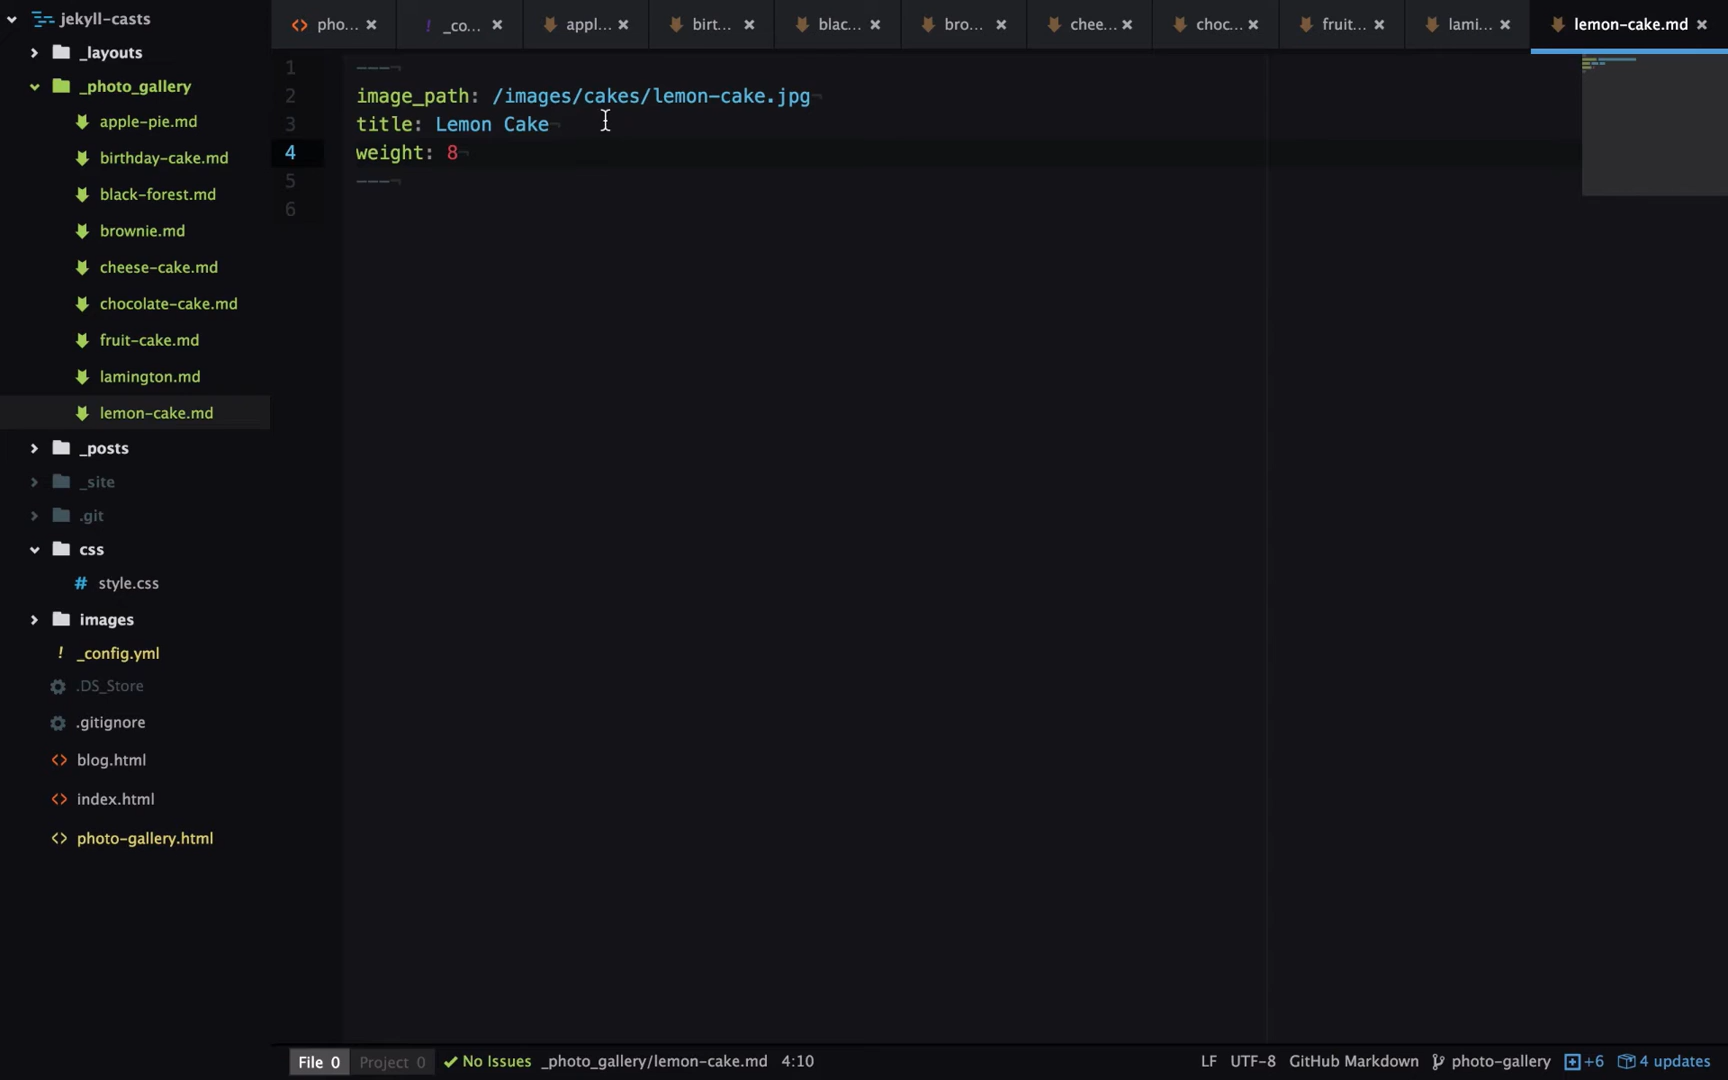 jekyll-casts
_layouts
_photo_gallery
apple-pie.md
birthday-cake.md
black-forest.md
brownie.md
cheese-cake.md
chocolate-cake.md
fruit-cake.md
lamington.md
lemon-cake.md
_posts
_site
.git
css
# style.css
images
! _config.yml
.DS_Store
.gitignore
<> blog.html
<> index.html
<> photo-gallery.html
<> pho... ×
! _co... ×
appl... ×
birt... ×
blac... ×
bro... ×
chee... ×
choc... ×
fruit... ×
lami... ×
lemon-cake.md ×
1 ---¬
2 image_path: /images/cakes/lemon-cake.jpg¬
3 title: Lemon Cake¬
4 weight: 8¬
5 ---¬
6
File 0 Project 0 No Issues _photo_gallery/lemon-cake.md 4:10 LF UTF-8 GitHub Markdown photo-gallery +6 4 updates